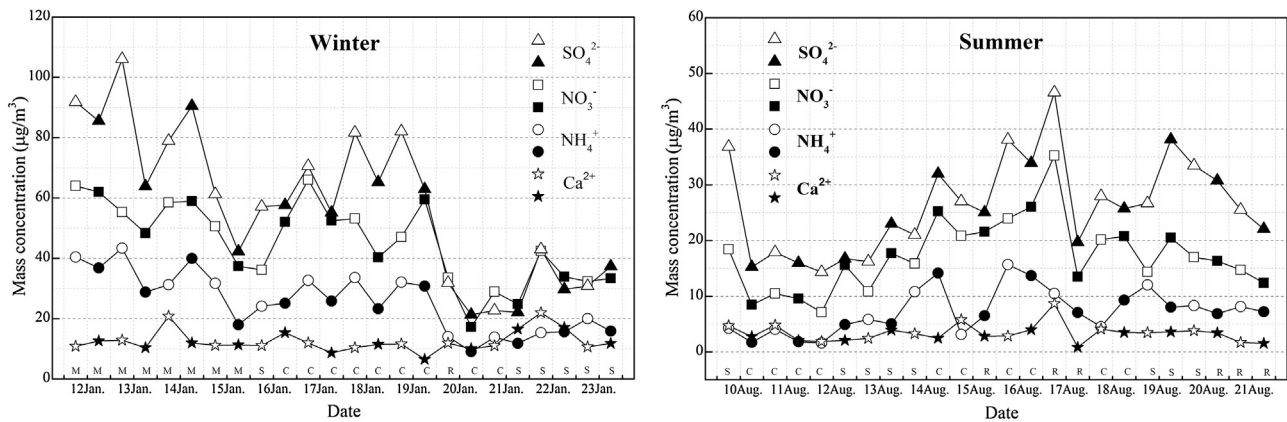 120
100
80
60
40
20
0
Mass concentration (μg/m³)
Winter
SO₄²⁻
NO₃⁻
NH₄⁺
Ca²⁺
M M M M M M M S C C C C C C C R C C C S S S S S
12Jan. 13Jan. 14Jan. 15Jan. 16Jan. 17Jan. 18Jan. 19Jan. 20Jan. 21Jan. 22Jan. 23Jan.
Date
60
50
40
30
20
10
0
Mass concentration (μg/m³)
Summer
SO₄²⁻
NO₃⁻
NH₄⁺
Ca²⁺
S C C C C S S S S C C R C C R R C C S S S R R R
10Aug. 11Aug. 12Aug. 13Aug. 14Aug. 15Aug. 16Aug. 17Aug. 18Aug. 19Aug. 20Aug. 21Aug.
Date